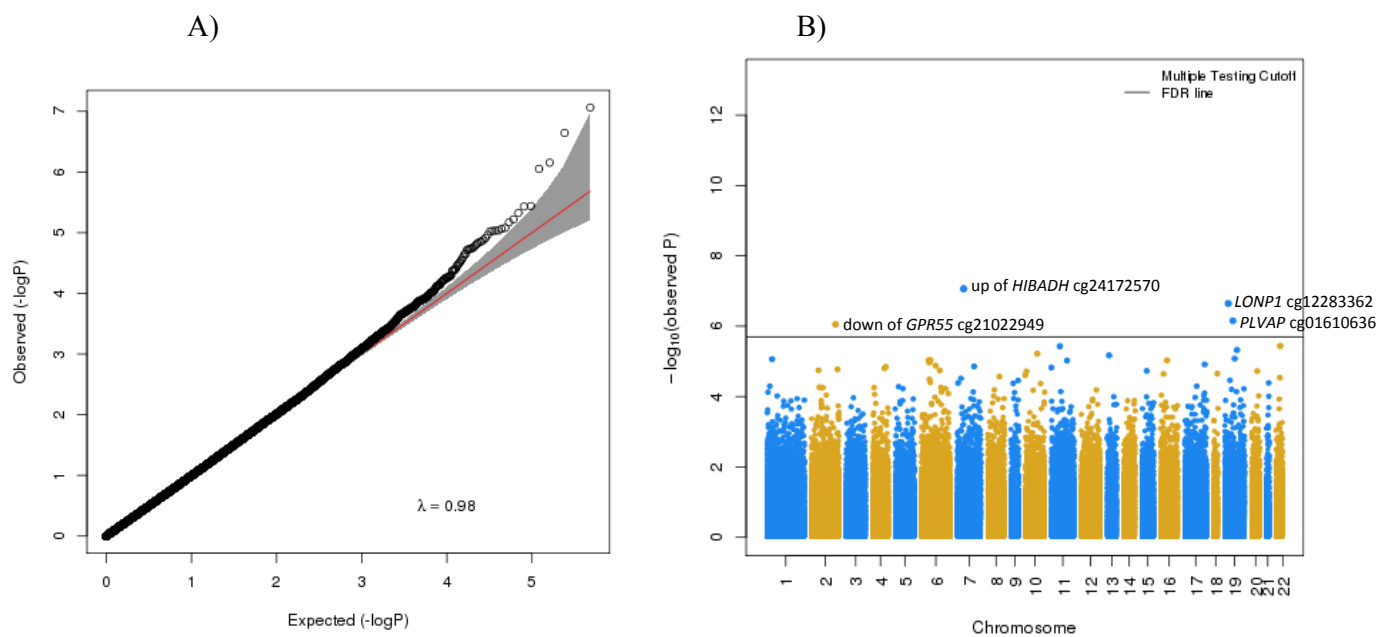 A)
B)
7
6
5
4
3
2
1
0
Observed (-logP)
λ = 0.98
0 1 2 3 4 5
Expected (-logP)
Multiple Testing Cutoff
FDR line
12
10
8
6
4
2
0
−log10(observed P)
up of HIBADH cg24172570
LONP1 cg12283362
down of GPR55 cg21022949
PLVAP cg01610636
1 2 3 4 5 6 7 8 9 10 11 12 13 14 15 16 17 18 19 20 21 22
Chromosome